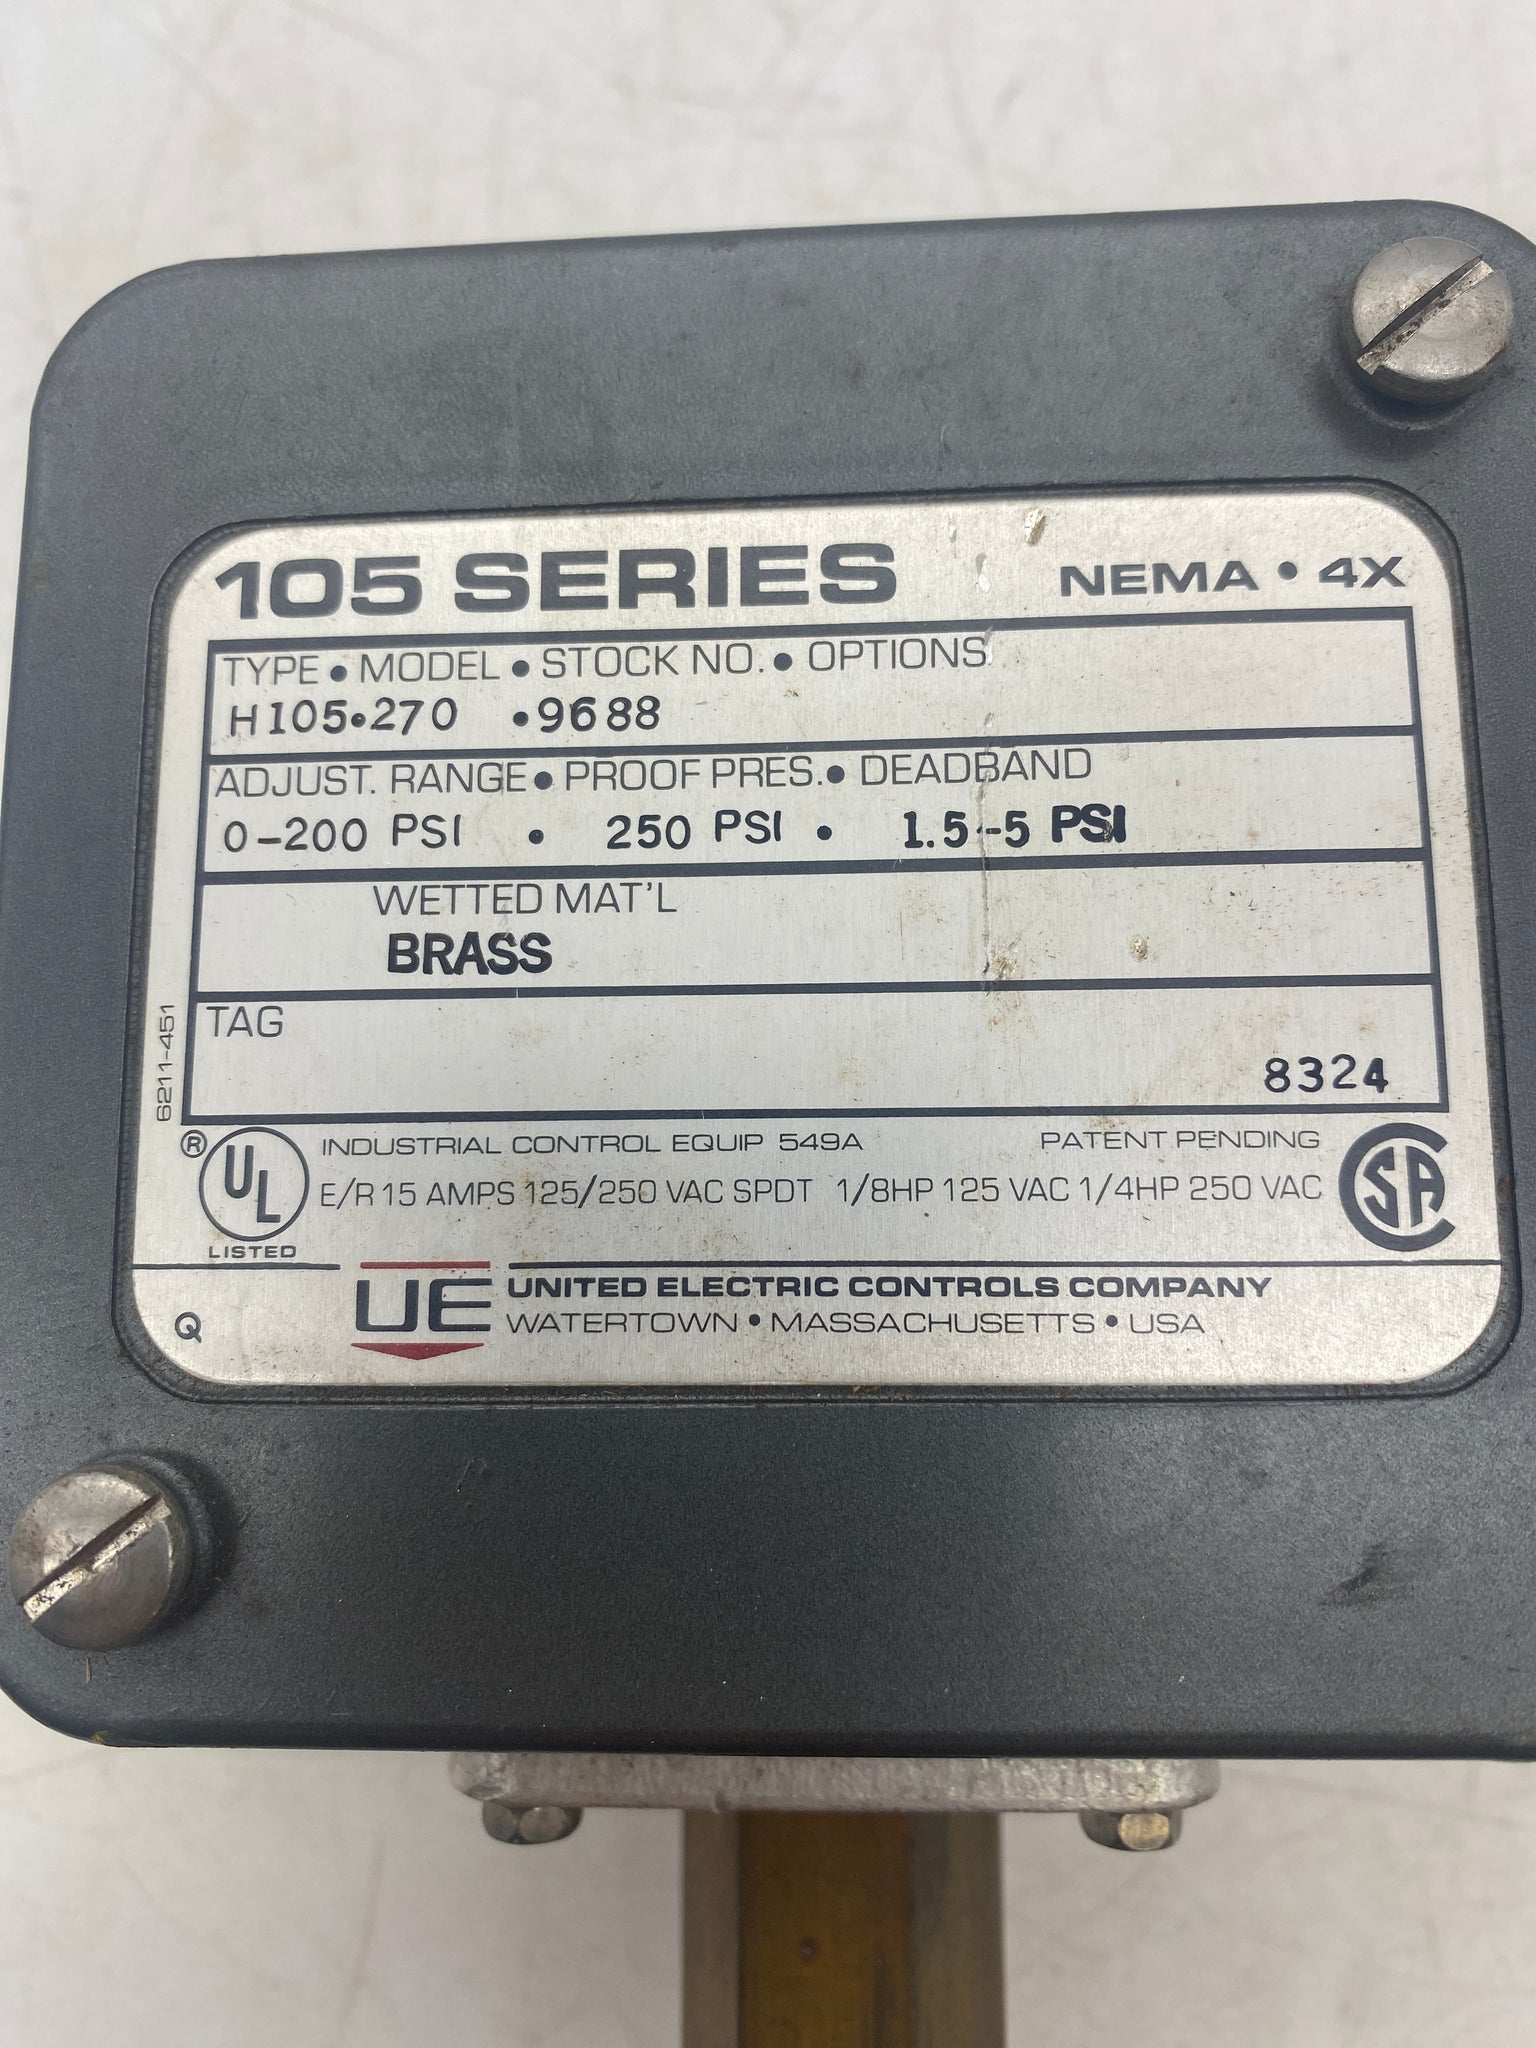 105 SERIES NEMA • 4X
TYPE • MODEL • STOCK NO. • OPTIONS
H105•270 •9688
ADJUST. RANGE • PROOF PRES. • DEADBAND
0-200 PSI • 250 PSI • 1.5-5 PSI
WETTED MAT'L
BRASS
TAG
8324
6211-451
® UL LISTED
INDUSTRIAL CONTROL EQUIP 549A PATENT PENDING
E/R 15 AMPS 125/250 VAC SPDT 1/8HP 125 VAC 1/4HP 250 VAC
SA
UE UNITED ELECTRIC CONTROLS COMPANY
Q WATERTOWN • MASSACHUSETTS • USA